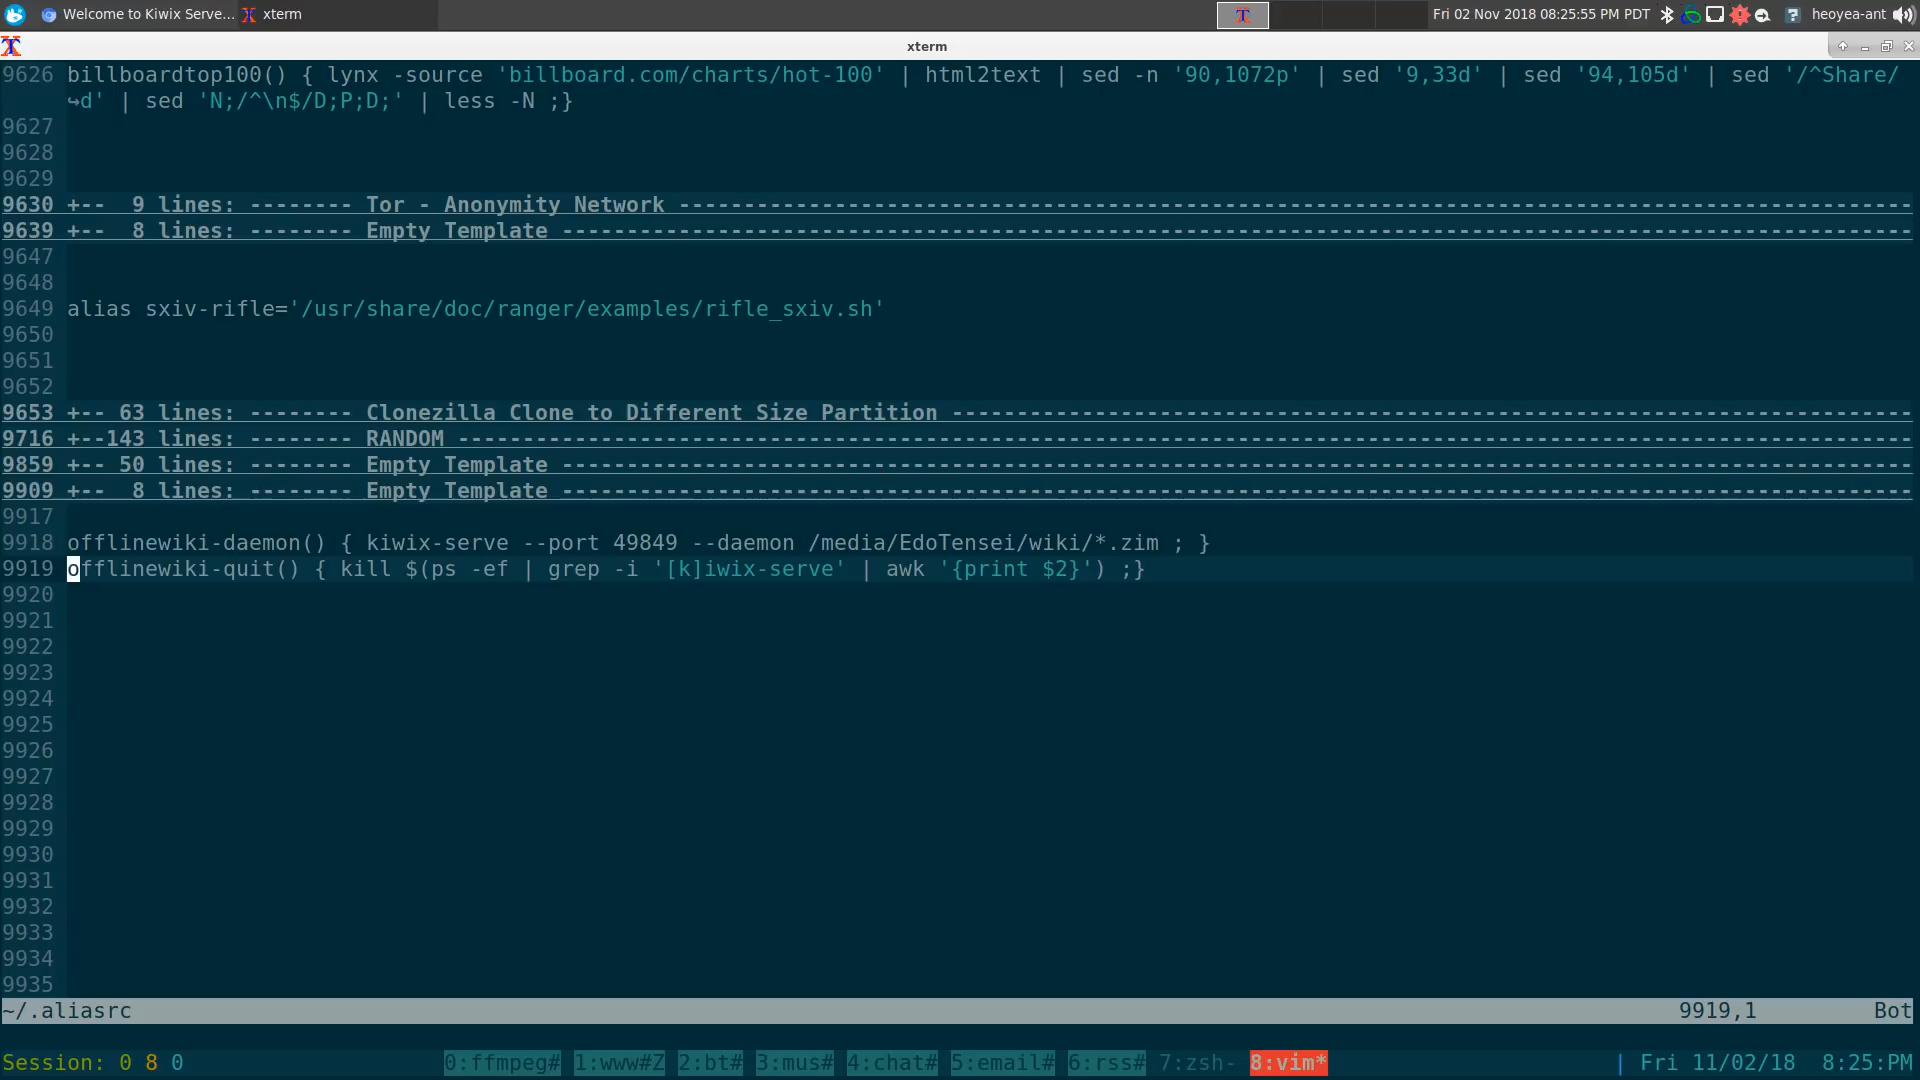 Welcome to Kiwix Serve... xterm Fri 02 Nov 2018 08:25:55 PM PDT heoyea-ant
xterm
9626 billboardtop100() { lynx -source 'billboard.com/charts/hot-100' | html2text | sed -n '90,1072p' | sed '9,33d' | sed '94,105d' | sed '/^Share/
↪d' | sed 'N;/^\n$/D;P;D;' | less -N ;}
9627
9628
9629
9630 +--  9 lines: -------- Tor - Anonymity Network -----------------------------------------------------------------------------------------------
9639 +--  8 lines: -------- Empty Template --------------------------------------------------------------------------------------------------------
9647
9648
9649 alias sxiv-rifle='/usr/share/doc/ranger/examples/rifle_sxiv.sh'
9650
9651
9652
9653 +-- 63 lines: -------- Clonezilla Clone to Different Size Partition --------------------------------------------------------------------------
9716 +--143 lines: -------- RANDOM ----------------------------------------------------------------------------------------------------------------
9859 +-- 50 lines: -------- Empty Template --------------------------------------------------------------------------------------------------------
9909 +--  8 lines: -------- Empty Template --------------------------------------------------------------------------------------------------------
9917
9918 offlinewiki-daemon() { kiwix-serve --port 49849 --daemon /media/EdoTensei/wiki/*.zim ; }
9919 offlinewiki-quit() { kill $(ps -ef | grep -i '[k]iwix-serve' | awk '{print $2}') ;}
9920
9921
9922
9923
9924
9925
9926
9927
9928
9929
9930
9931
9932
9933
9934
9935
~/.aliasrc 9919,1 Bot
Session: 0 8 0 0:ffmpeg# 1:www#Z 2:bt# 3:mus# 4:chat# 5:email# 6:rss# 7:zsh- 8:vim* | Fri 11/02/18 8:25:PM